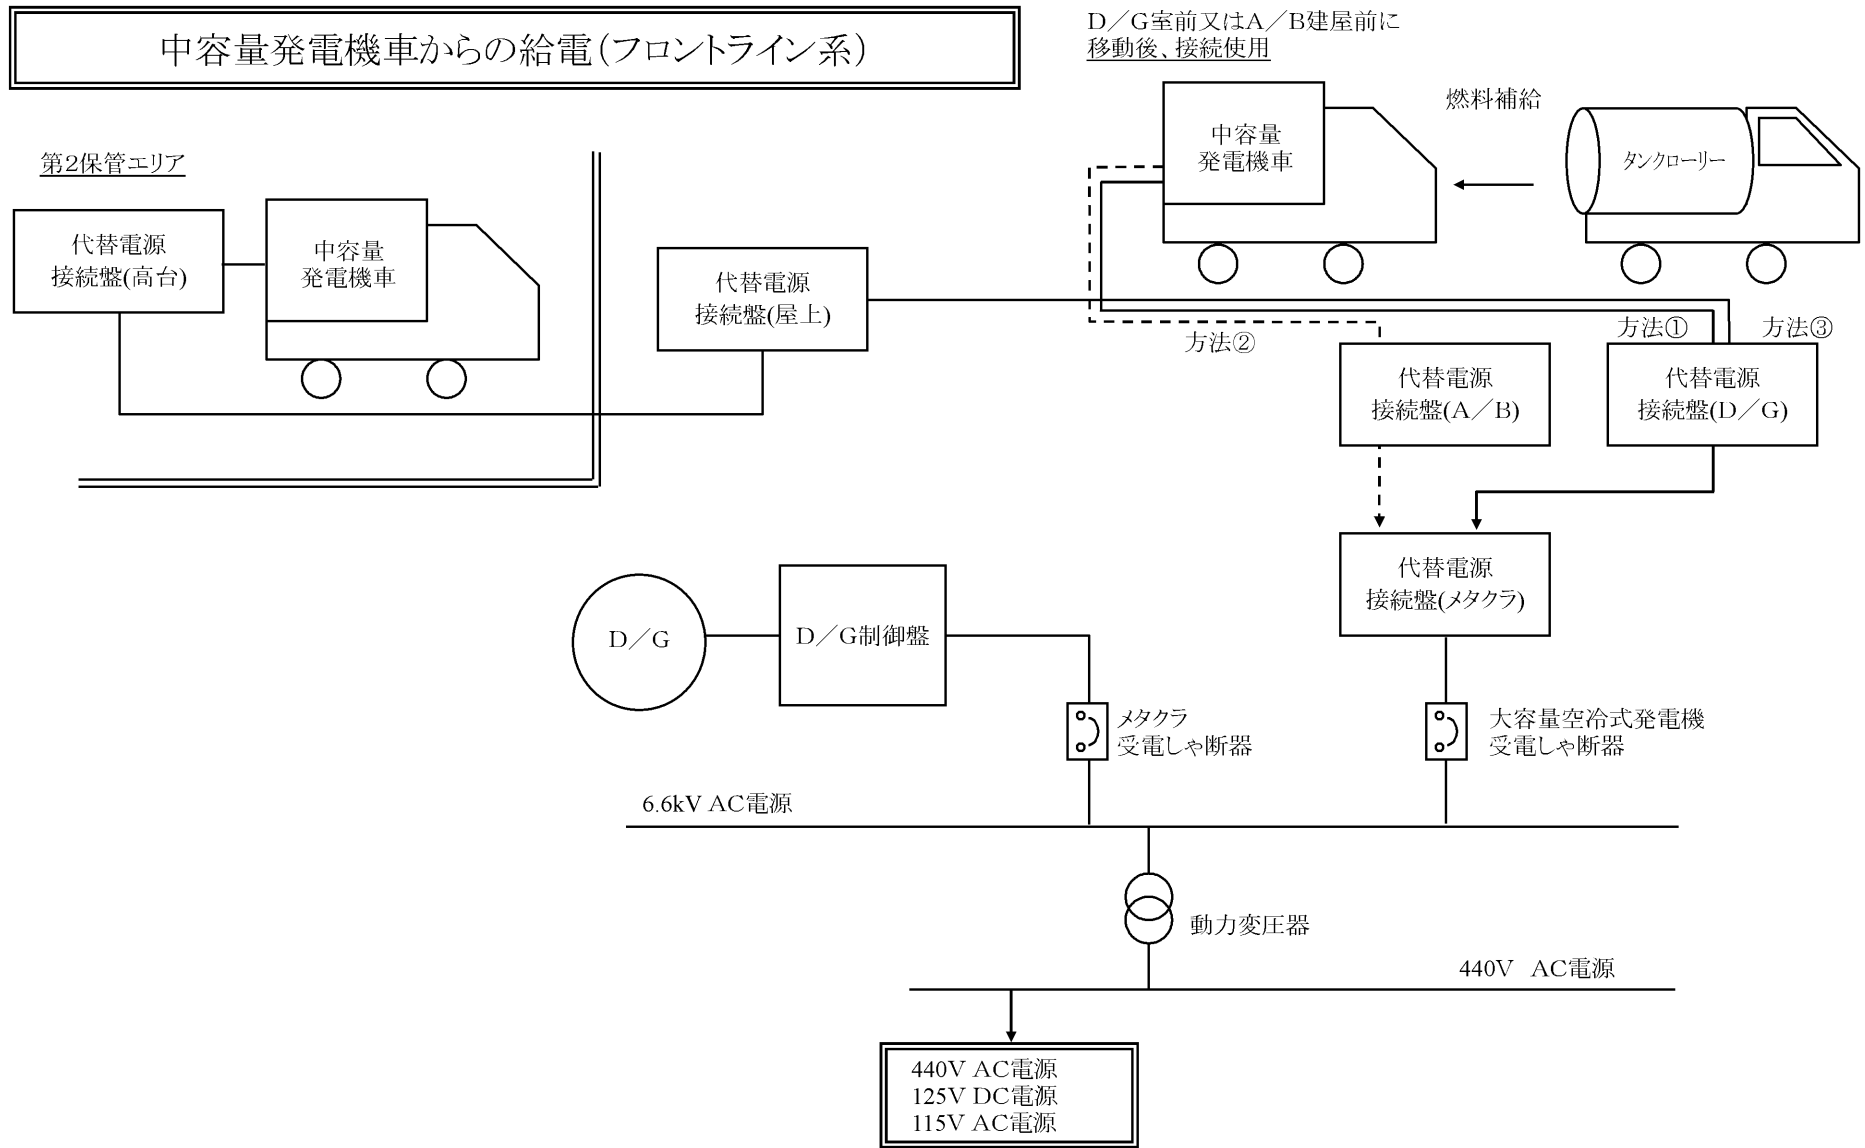 中容量発電機車からの給電(フロントライン系)
D/G室前又はA/B建屋前に
移動後、接続使用
中容量
発電機車
燃料補給
タンクローリー
第2保管エリア
代替電源
接続盤(高台)
中容量
発電機車
代替電源
接続盤(屋上)
方法②
方法①
方法③
代替電源
接続盤(A/B)
代替電源
接続盤(D/G)
代替電源
接続盤(メタクラ)
D/G
D/G制御盤
メタクラ
受電しゃ断器
大容量空冷式発電機
受電しゃ断器
6.6kV AC電源
動力変圧器
440V AC電源
440V AC電源
125V DC電源
115V AC電源